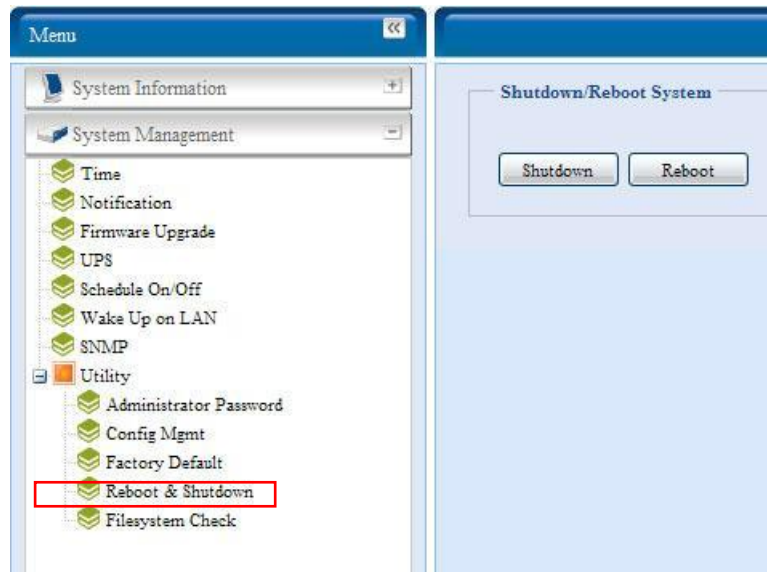 Menu
System Information
System Management
Time
Notification
Firmware Upgrade
UPS
Schedule On/Off
Wake Up on LAN
SNMP
Utility
Administrator Password
Config Mgmt
Factory Default
Reboot & Shutdown
Filesystem Check
Shutdown/Reboot System
Shutdown Reboot